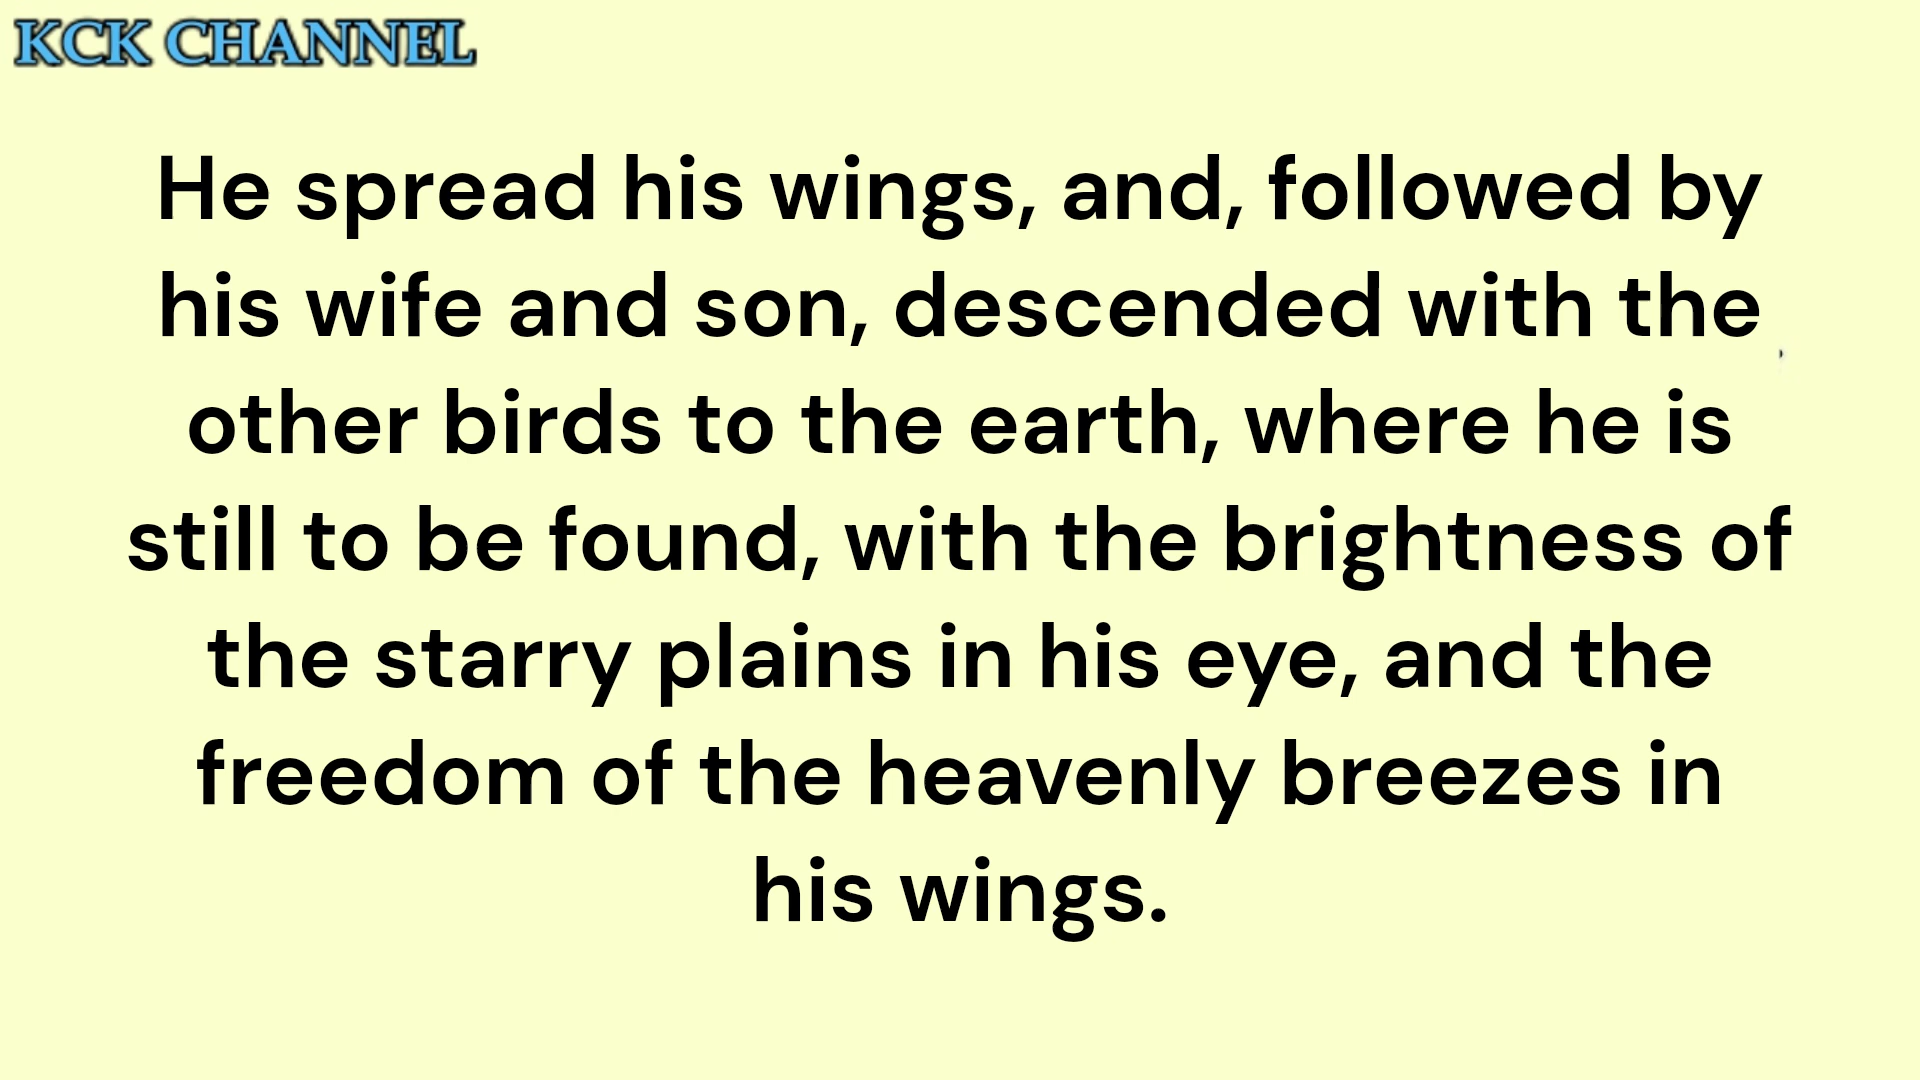 KCK CHANNEL
He spread his wings, and, followed by
his wife and son, descended with the
other birds to the earth, where he is
still to be found, with the brightness of
the starry plains in his eye, and the
freedom of the heavenly breezes in
his wings.